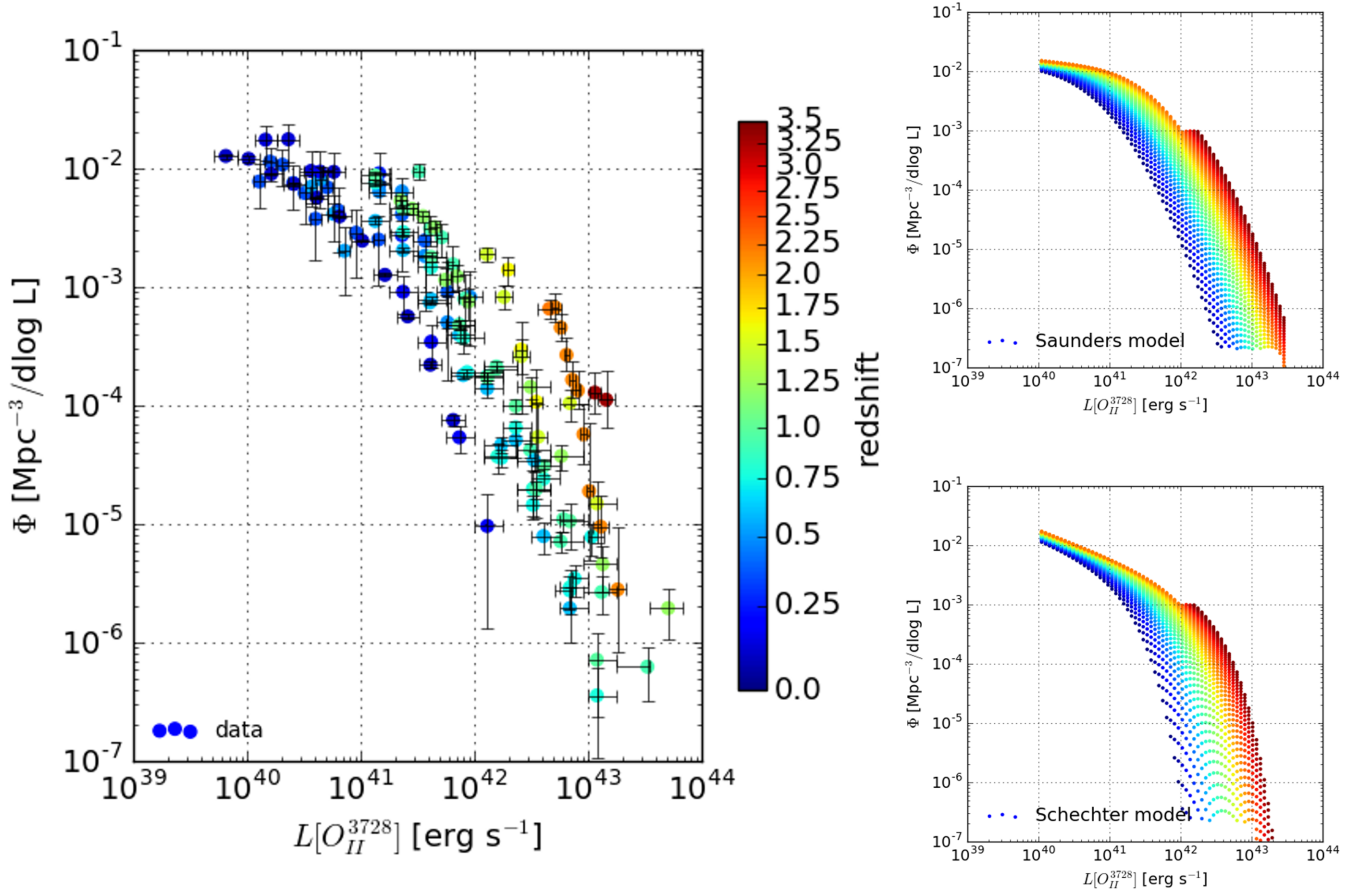 10^-1
10^-2
10^-3
10^-4
10^-5
10^-6
10^-7
Φ [Mpc^-3/dlog L]
data
10^39 10^40 10^41 10^42 10^43 10^44
L[O_II^3728] [erg s^-1]
3.5
3.25
3.0
2.75
2.5
2.25
2.0
1.75
1.5
1.25
1.0
0.75
0.5
0.25
0.0
redshift
10^-1
10^-2
10^-3
10^-4
10^-5
10^-6
10^-7
Φ [Mpc^-3/dlog L]
Saunders model
10^39 10^40 10^41 10^42 10^43 10^44
L[O_II^3728] [erg s^-1]
10^-1
10^-2
10^-3
10^-4
10^-5
10^-6
10^-7
Φ [Mpc^-3/dlog L]
Schechter model
10^39 10^40 10^41 10^42 10^43 10^44
L[O_II^3728] [erg s^-1]